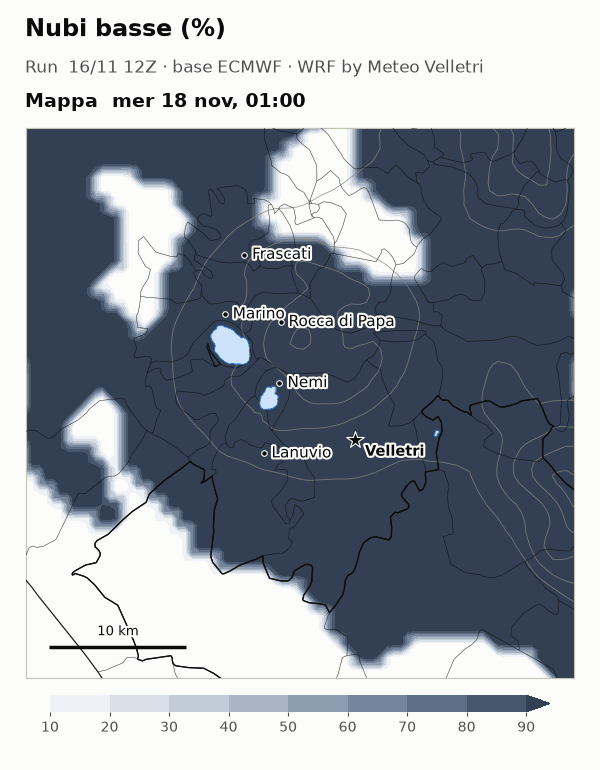 Nubi basse (%)
Run  16/11 12Z · base ECMWF · WRF by Meteo Velletri
Mappa  mer 18 nov, 01:00
Frascati
Marino
Rocca di Papa
Nemi
Velletri
Lanuvio
10 km
10 20 30 40 50 60 70 80 90